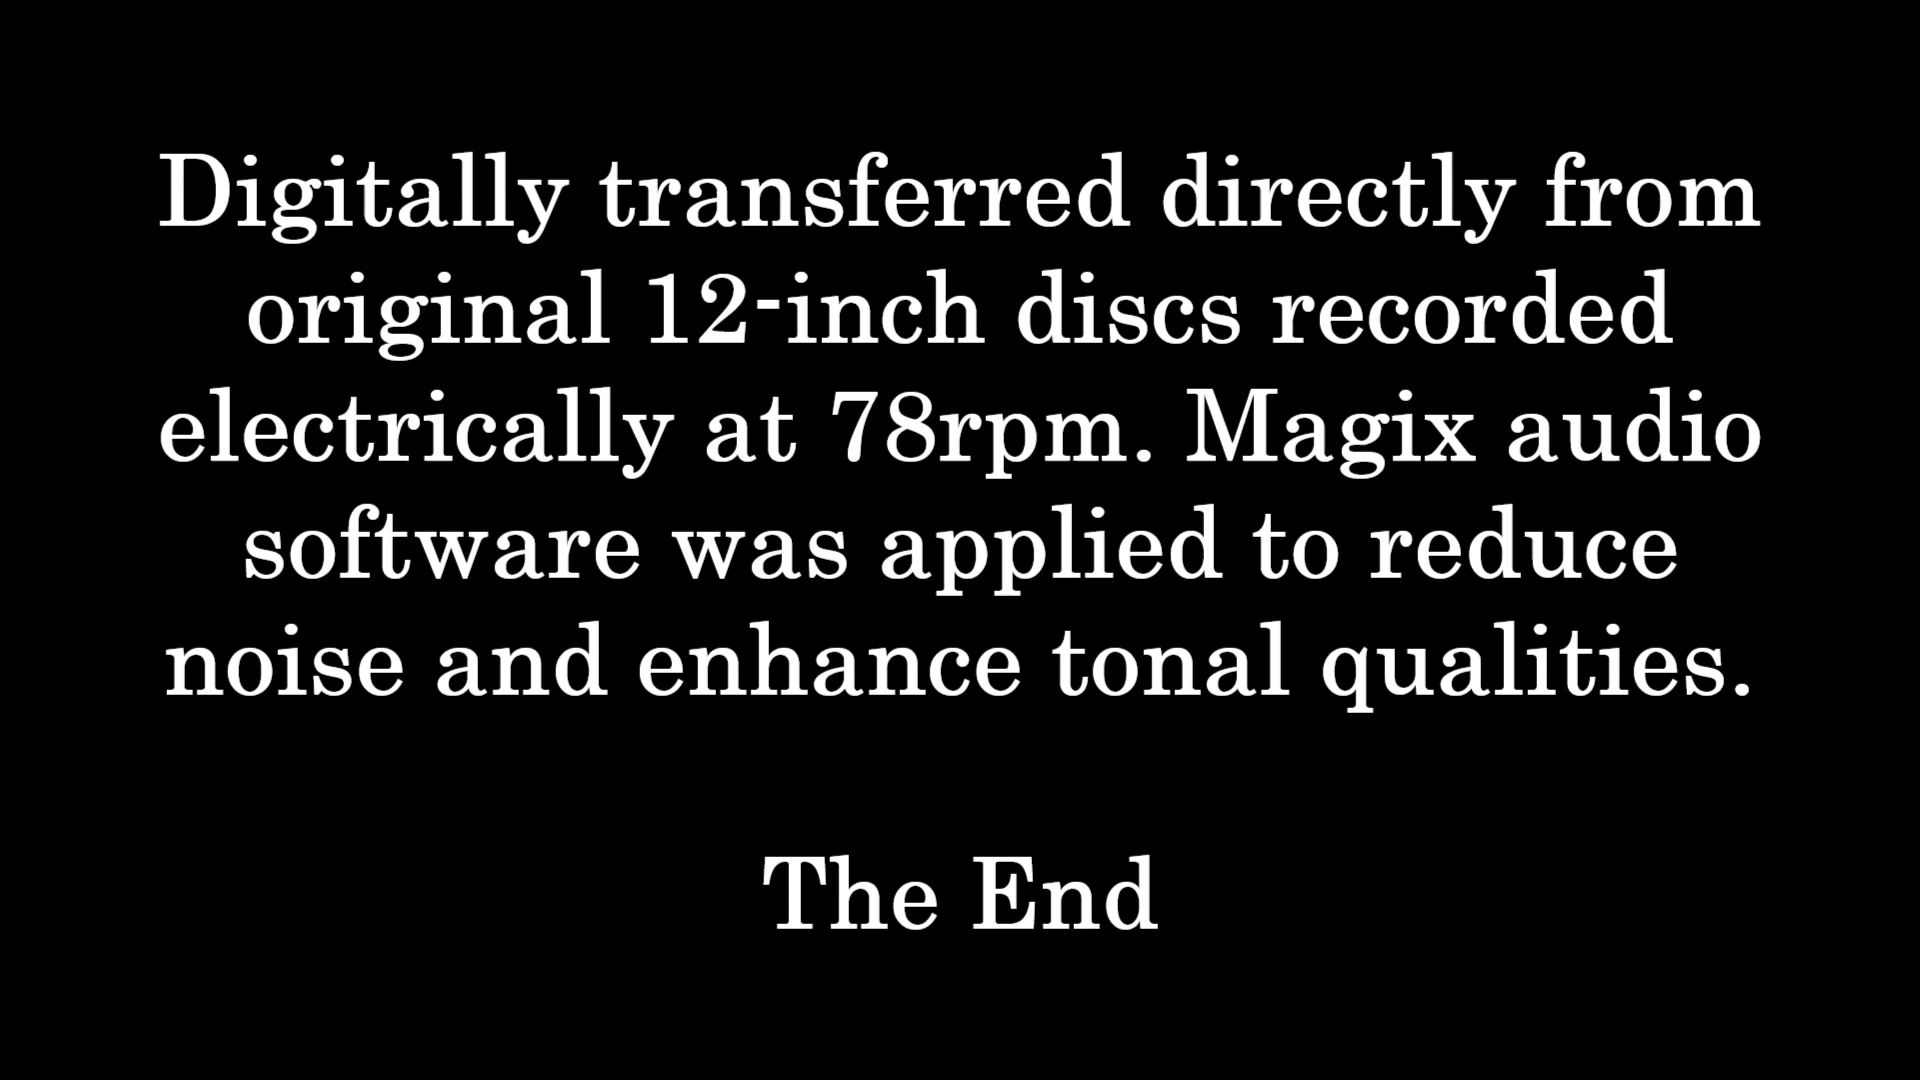 Digitally transferred directly from
original 12-inch discs recorded
electrically at 78rpm. Magix audio
software was applied to reduce
noise and enhance tonal qualities.
The End